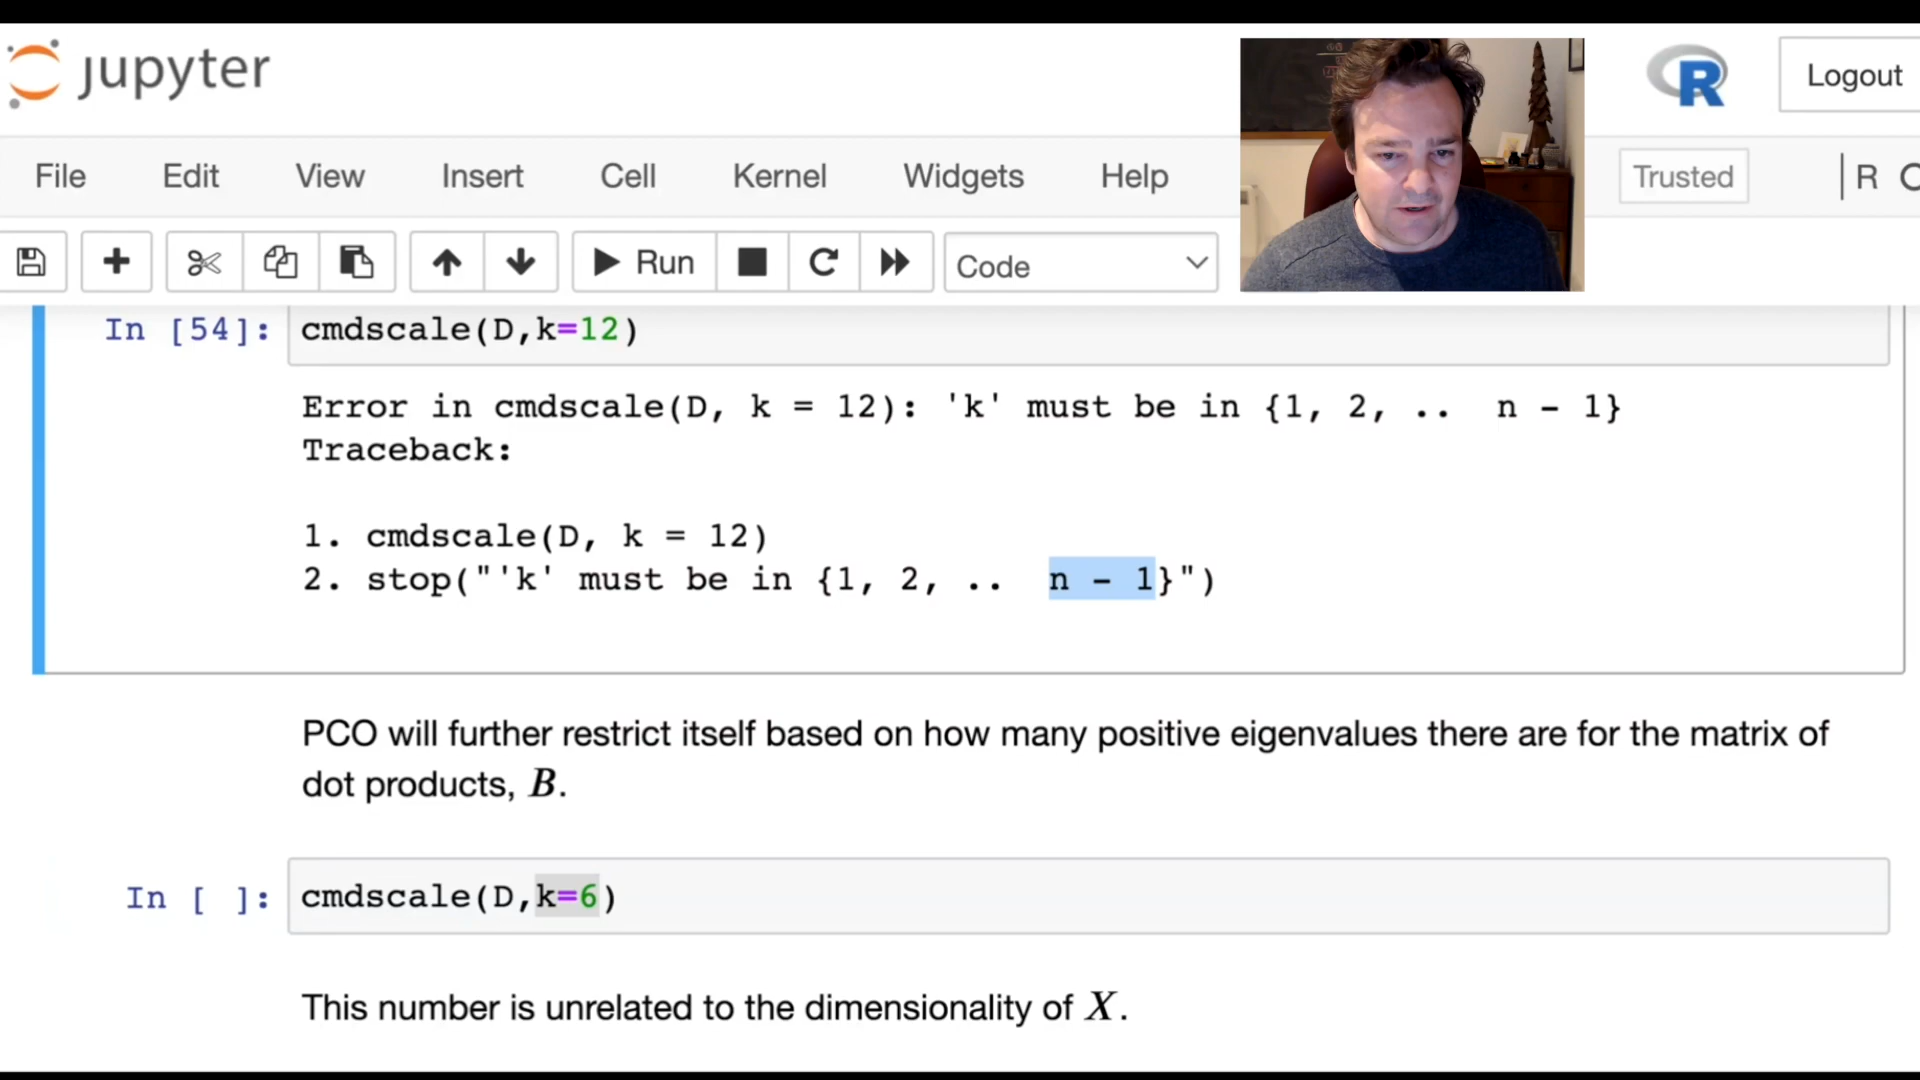 jupyter
R
Logout
File Edit View Insert Cell Kernel Widgets Help
Trusted
R
Run
Code
In [54]: cmdscale(D,k=12)
Error in cmdscale(D, k = 12): 'k' must be in {1, 2, ..  n - 1}
Traceback:
1. cmdscale(D, k = 12)
2. stop("'k' must be in {1, 2, ..  n - 1}")
PCO will further restrict itself based on how many positive eigenvalues there are for the matrix of
dot products, B.
In [ ]: cmdscale(D,k=6)
This number is unrelated to the dimensionality of X.